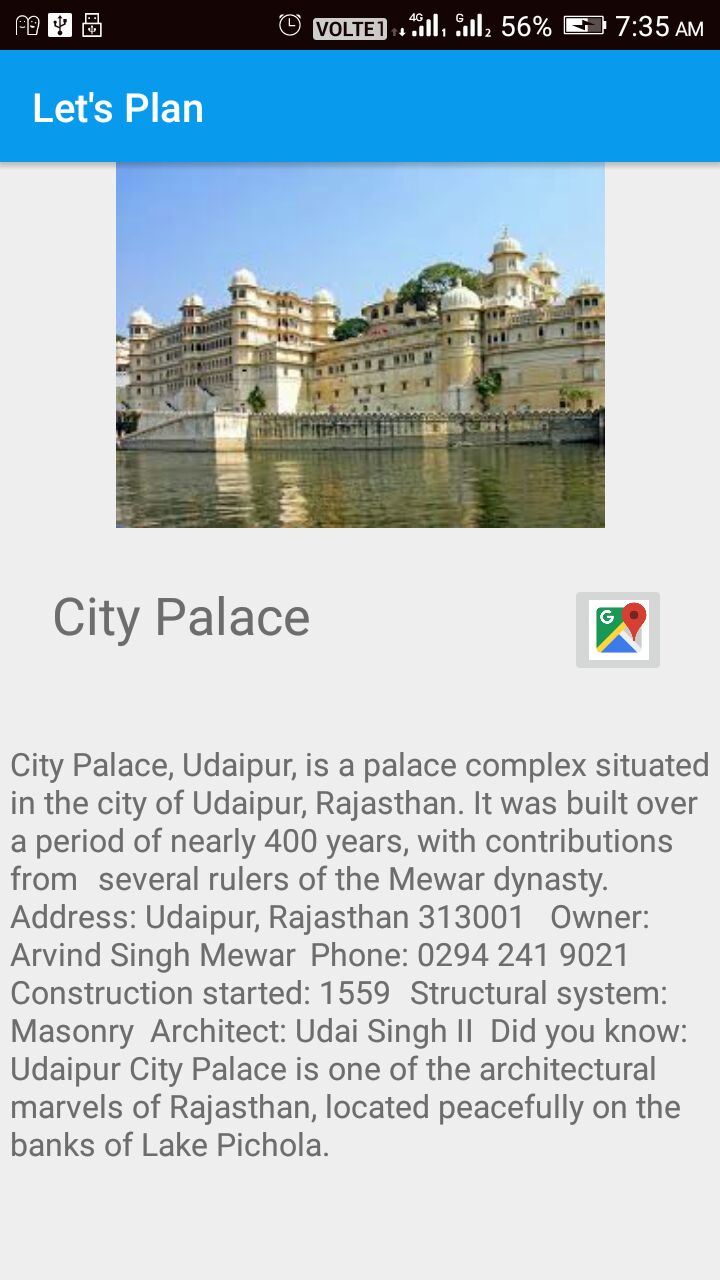 VOLTE1 4G 1 G 2 56% 7:35 AM
Let's Plan
City Palace
G
City Palace, Udaipur, is a palace complex situated
in the city of Udaipur, Rajasthan. It was built over
a period of nearly 400 years, with contributions
from several rulers of the Mewar dynasty.
Address: Udaipur, Rajasthan 313001 Owner:
Arvind Singh Mewar Phone: 0294 241 9021
Construction started: 1559 Structural system:
Masonry Architect: Udai Singh II Did you know:
Udaipur City Palace is one of the architectural
marvels of Rajasthan, located peacefully on the
banks of Lake Pichola.